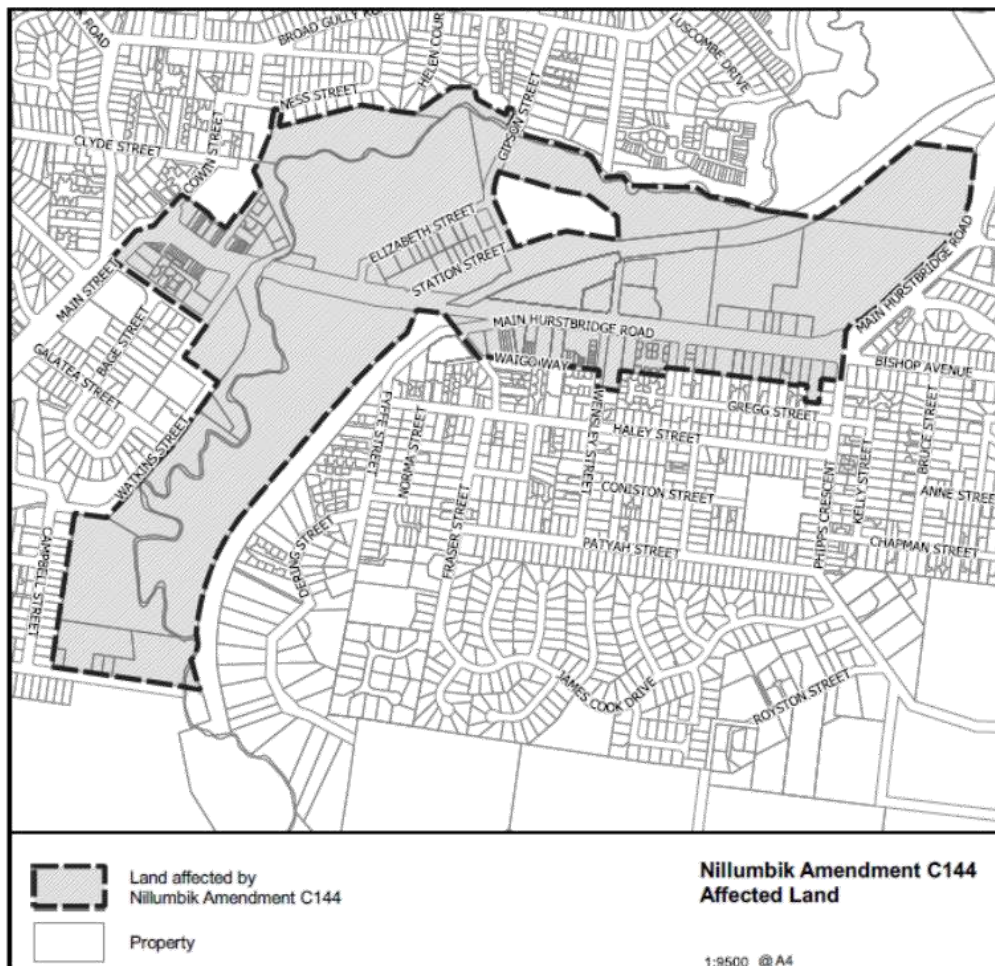 BROAD GULLY
HELEN COURT
LUSCOMBE DRIVE
NESS STREET
GIPSON STREET
CLYDE STREET
COWIN STREET
ELIZABETH STREET
STATION STREET
MAIN STREET
MAIN HURSTBRIDGE ROAD
MAIN HURSTBRIDGE ROAD
BAGE STREET
GALATEA STREET
WAIGO WAY
BISHOP AVENUE
GREGG STREET
FYFFE STREET
NORMA STREET
HALEY STREET
WENSLEY STREET
BRUCE STREET
WATKINS STREET
CONISTON STREET
ANNE STREE
PHIPPS CRESCENT
KELLY STREET
CAMPBELL STREET
DERING STREET
FRASER STREET
PATYAH STREET
CHAPMAN STREET
JAMES COOK DRIVE
ROYSTON STREET
Land affected by
Nillumbik Amendment C144
Property
Nillumbik Amendment C144
Affected Land
1:9500 @ A4